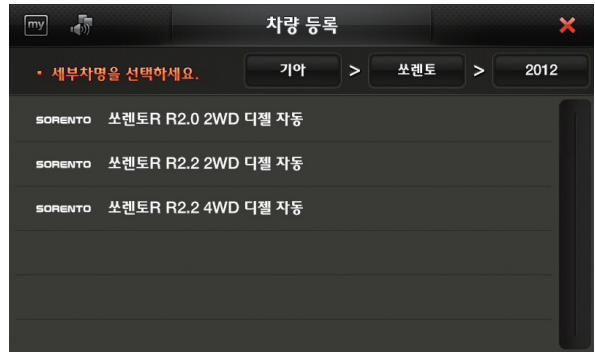 my 차량 등록
▪ 세부차명을 선택하세요. 기아 > 쏘렌토 > 2012
SORENTO 쏘렌토R R2.0 2WD 디젤 자동
SORENTO 쏘렌토R R2.2 2WD 디젤 자동
SORENTO 쏘렌토R R2.2 4WD 디젤 자동